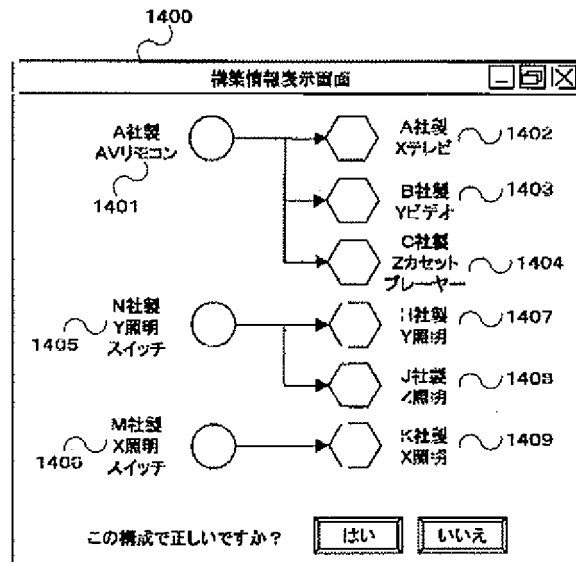 1400
構築情報表示画面
A社製
AVリモコン
1401
A社製
Xテレビ
1402
B社製
Yビデオ
1403
C社製
Zカセット
プレーヤー
1404
N社製
Y照明
スイッチ
1405
H社製
Y照明
1407
J社製
Z照明
1408
M社製
X照明
スイッチ
1406
K社製
X照明
1409
この構成で正しいですか？
はい
いいえ